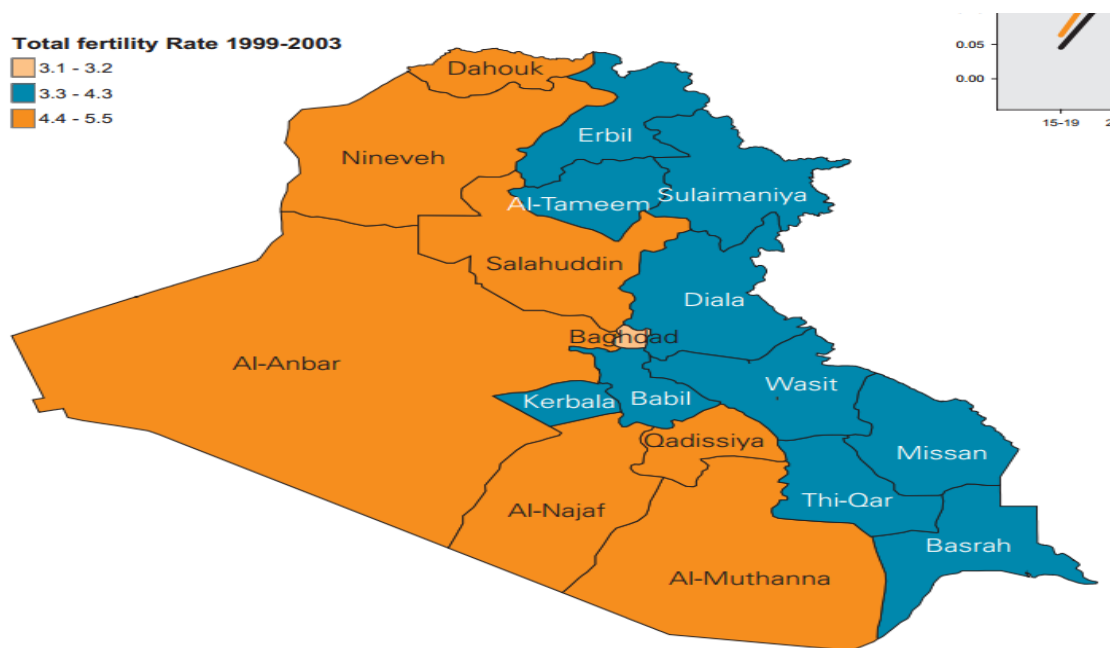 Total fertility Rate 1999-2003
3.1 - 3.2
3.3 - 4.3
4.4 - 5.5
0.05
0.00
15-19
Dahouk
Erbil
Nineveh
Sulaimaniya
Al-Tameem
Salahuddin
Diala
Baghdad
Al-Anbar
Wasit
Kerbala
Babil
Qadissiya
Missan
Al-Najaf
Thi-Qar
Basrah
Al-Muthanna